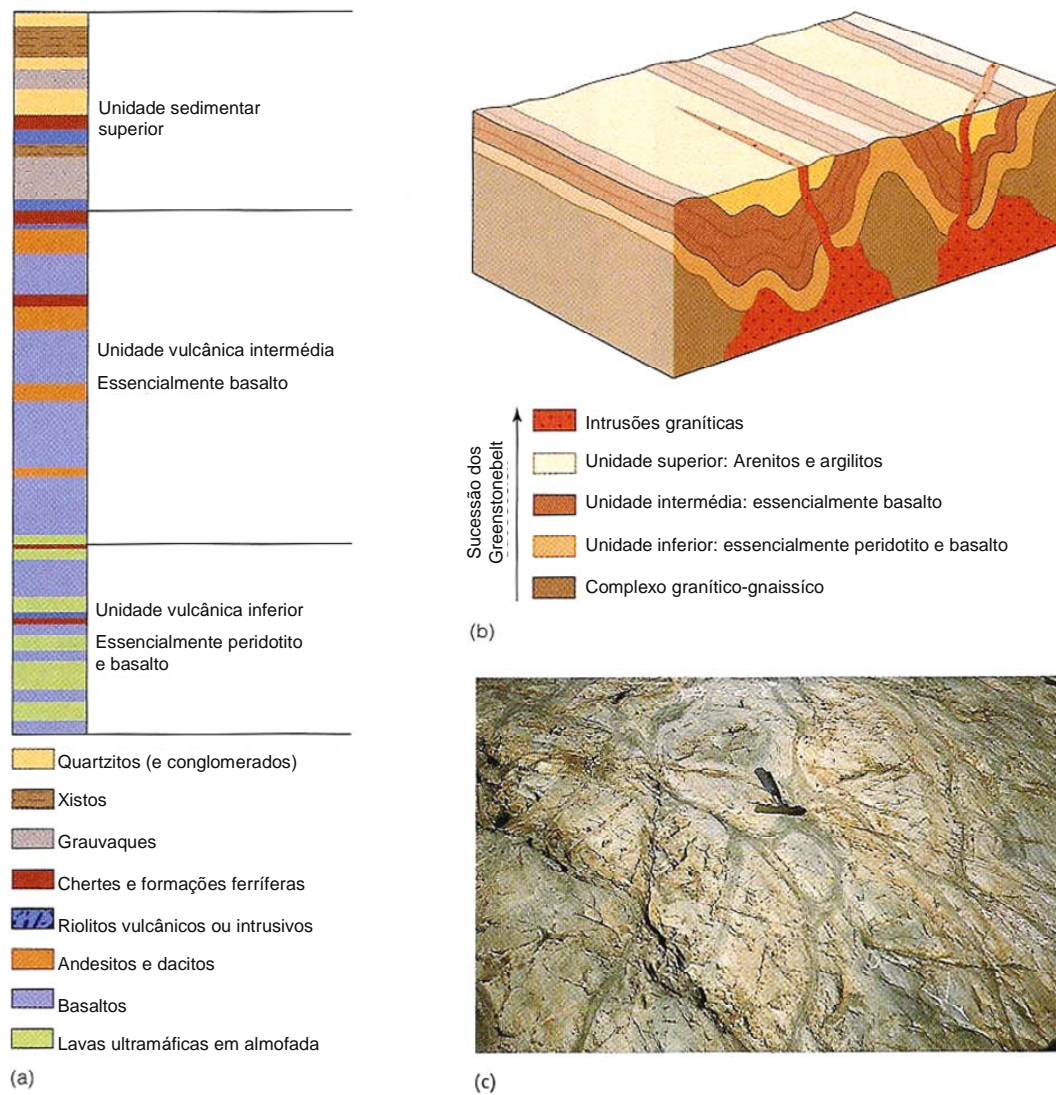 Unidade sedimentar
superior
Unidade vulcânica intermédia
Essencialmente basalto
Unidade vulcânica inferior
Essencialmente peridotito
e basalto
Quartzitos (e conglomerados)
Xistos
Grauvaques
Chertes e formações ferríferas
Riolitos vulcânicos ou intrusivos
Andesitos e dacitos
Basaltos
Lavas ultramáficas em almofada
(a)
Sucessão dos
Greenstonebelt
Intrusões graníticas
Unidade superior: Arenitos e argilitos
Unidade intermédia: essencialmente basalto
Unidade inferior: essencialmente peridotito e basalto
Complexo granítico-gnaissíco
(b)
(c)